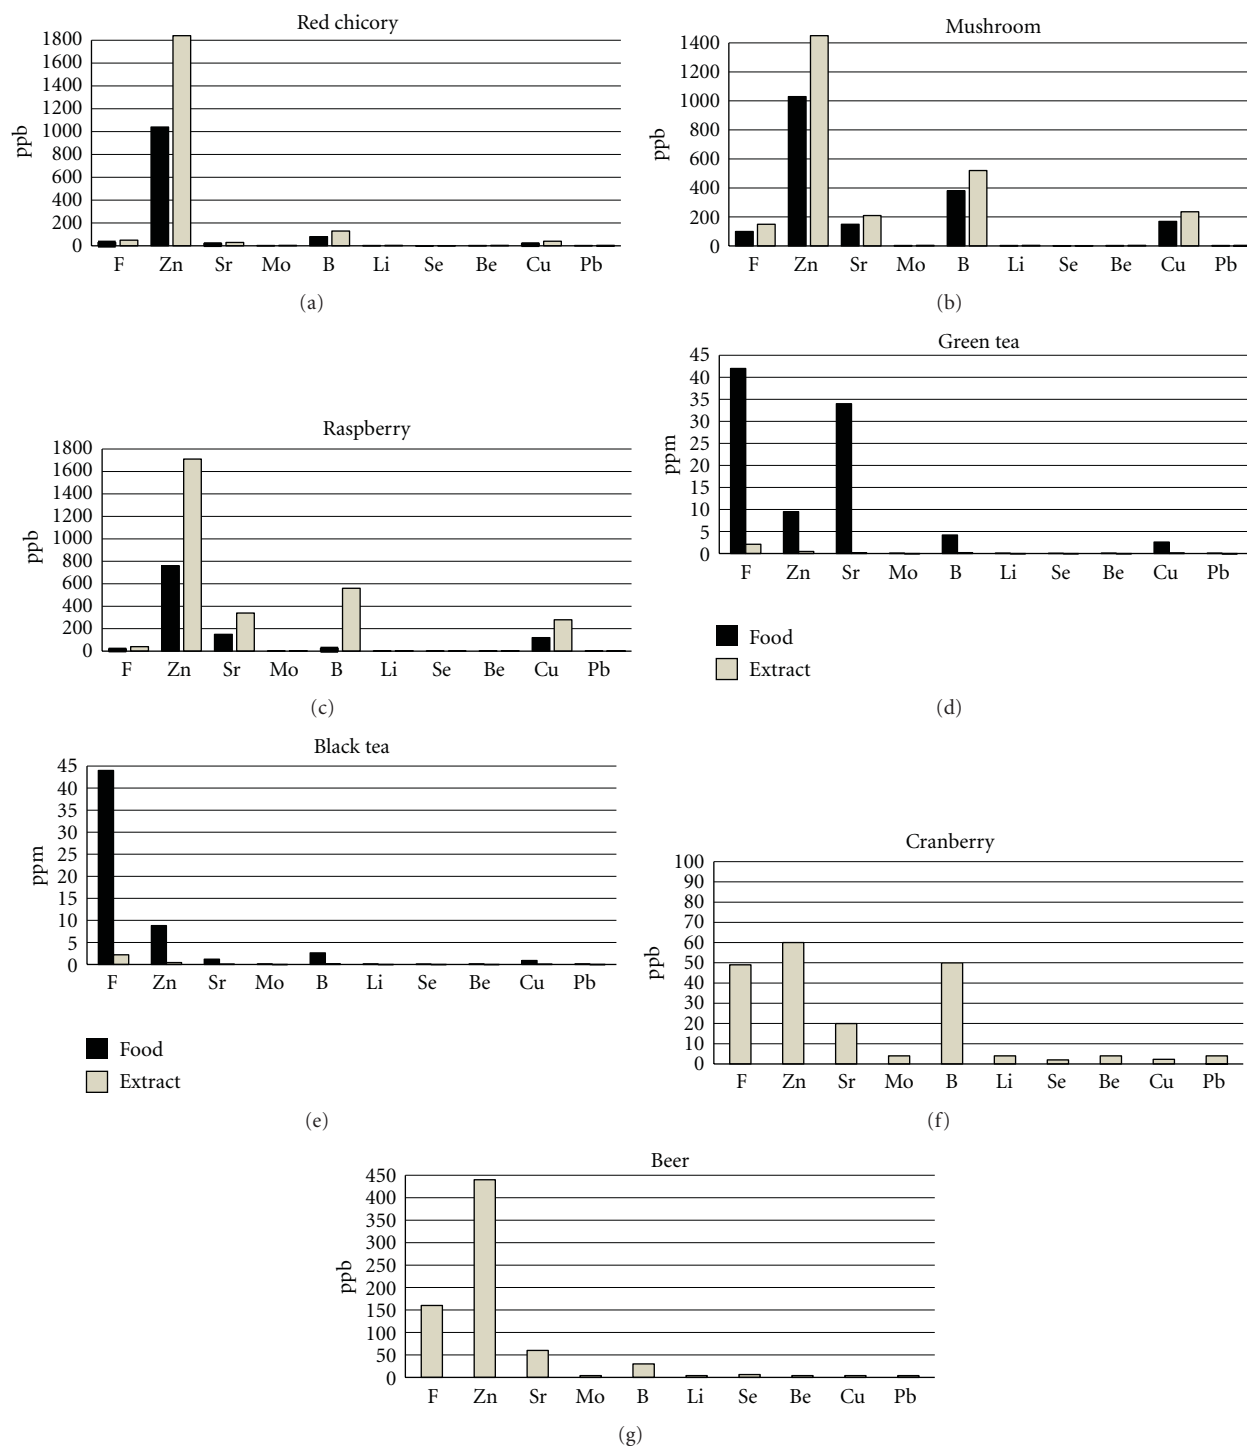 Red chicory
1800
1600
1400
1200
1000
800
600
400
200
0
ppb
F Zn Sr Mo B Li Se Be Cu Pb
(a)
Mushroom
1400
1200
1000
800
600
400
200
0
ppb
F Zn Sr Mo B Li Se Be Cu Pb
(b)
Raspberry
1800
1600
1400
1200
1000
800
600
400
200
0
ppb
F Zn Sr Mo B Li Se Be Cu Pb
(c)
Green tea
45
40
35
30
25
20
15
10
5
0
ppm
F Zn Sr Mo B Li Se Be Cu Pb
Food
Extract
(d)
Black tea
45
40
35
30
25
20
15
10
5
0
ppm
F Zn Sr Mo B Li Se Be Cu Pb
Food
Extract
(e)
Cranberry
100
90
80
70
60
50
40
30
20
10
0
ppb
F Zn Sr Mo B Li Se Be Cu Pb
(f)
Beer
450
400
350
300
250
200
150
100
50
0
ppb
F Zn Sr Mo B Li Se Be Cu Pb
(g)